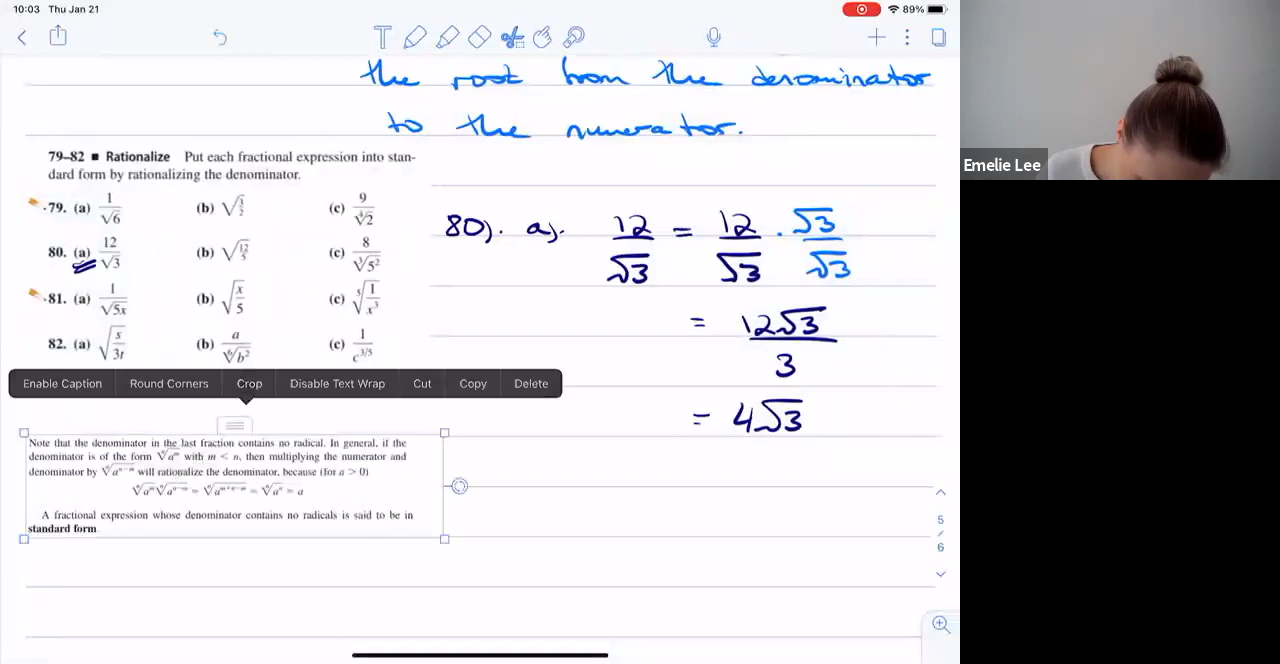 10:03 Thu Jan 21
89%
the root from the denominator
to the numerator.
79–82 ■ Rationalize Put each fractional expression into stan-
dard form by rationalizing the denominator.
79. (a) 1/√6 (b) √(3/2) (c) 9/∜2
80. (a) 12/√3 (b) √(12/5) (c) 8/∛5²
81. (a) 1/√5x (b) √(x/5) (c) ⁵√(1/x³)
82. (a) √(s/3t) (b) a/⁶√b² (c) 1/c^3/5
80). a). 12/√3 = 12/√3 · √3/√3
= 12√3/3
= 4√3
Enable Caption Round Corners Crop Disable Text Wrap Cut Copy Delete
Note that the denominator in the last fraction contains no radical. In general, if the
denominator is of the form ⁿ√aᵐ with m < n, then multiplying the numerator and
denominator by ⁿ√aⁿ⁻ᵐ will rationalize the denominator, because (for a > 0)
ⁿ√aᵐ ⁿ√aⁿ⁻ᵐ = ⁿ√aᵐ⁺ⁿ⁻ᵐ = ⁿ√aⁿ = a
A fractional expression whose denominator contains no radicals is said to be in
standard form
5
/
6
Emelie Lee